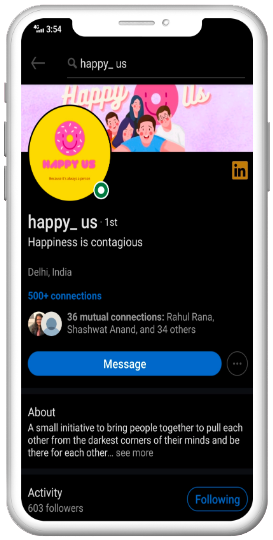 4G 3:54
happy_ us
Happy Us
HAPPY US
in
happy_ us · 1st
Happiness is contagious
Delhi, India
500+ connections
36 mutual connections: Rahul Rana,
Shashwat Anand, and 34 others
Message
About
A small initiative to bring people together to pull each
other from the darkest corners of their minds and be
there for each other... see more
Activity
Following
603 followers